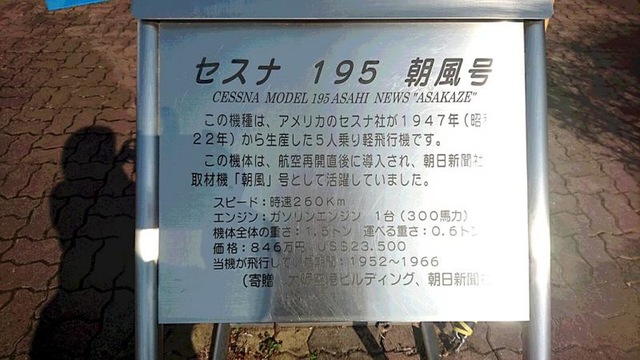 セスナ 195 朝風号
CESSNA MODEL 195 ASAHI NEWS "ASAKAZE"
この機種は、アメリカのセスナ社が1947年(昭
22年)から生産した5人乗り軽飛行機です。
この機体は、航空再開直後に導入され、朝日新聞社
取材機「朝風」号として活躍していました。
スピード:時速260Km
エンジン:ガソリンエンジン 1台(300馬力)
機体全体の重さ:1.5トン 運べる重さ:0.6トン
価格:846万円 US$23.500
当機が飛行していた期間:1952〜1966
(寄贈 港ビルディング、朝日新聞